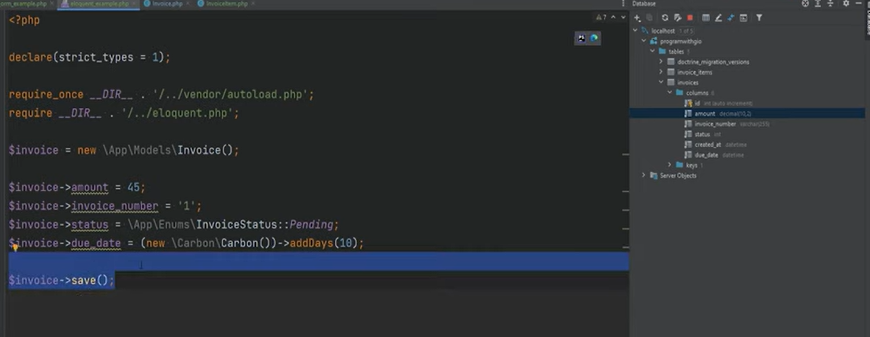 orm_example.php
eloquent_example.php
Invoice.php
InvoiceItem.php
<?php
7
declare(strict_types = 1);
require_once __DIR__ . '/../vendor/autoload.php';
require __DIR__ . '/../eloquent.php';
$invoice = new \App\Models\Invoice();
$invoice->amount = 45;
$invoice->invoice_number = '1';
$invoice->status = \App\Enums\InvoiceStatus::Pending;
$invoice->due_date = (new \Carbon\Carbon())->addDays(10);
$invoice->save();
Database
localhost 1 of 3
programwithgio
tables 3
doctrine_migration_versions
invoice_items
invoices
columns 6
id int (auto increment)
amount decimal(10,2)
invoice_number varchar(255)
status int
created_at datetime
due_date datetime
keys 1
Server Objects